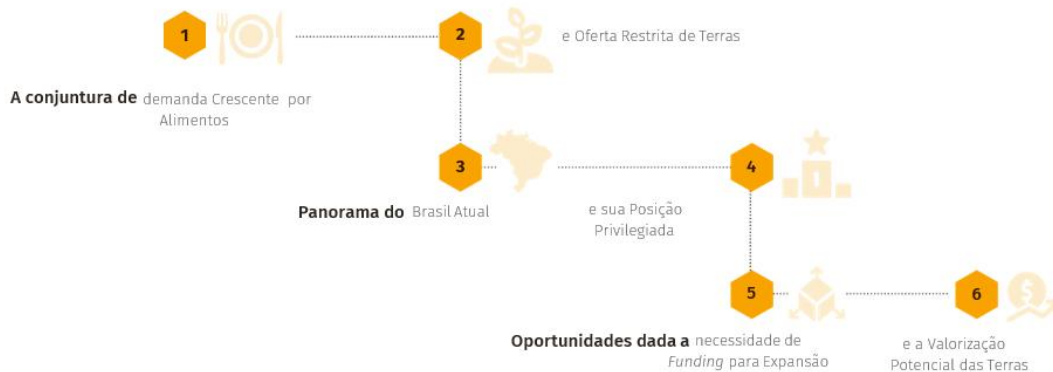 1
2
e Oferta Restrita de Terras
A conjuntura de demanda Crescente por
Alimentos
3
4
Panorama do Brasil Atual
e sua Posição
Privilegiada
1
5
6
Oportunidades dada a necessidade de
Funding para Expansão
e a Valorização
Potencial das Terras
$